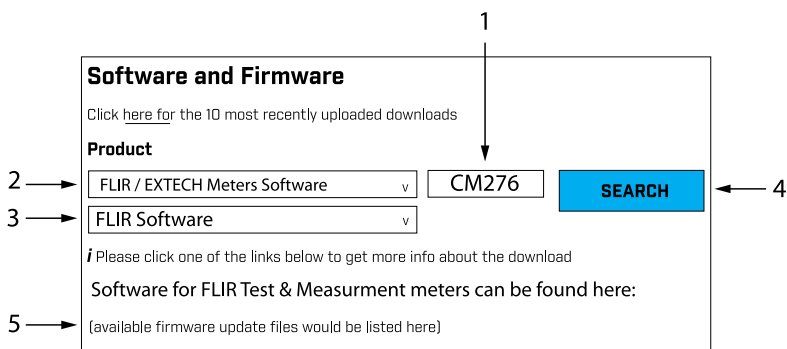 1
Software and Firmware
Click here for the 10 most recently uploaded downloads
Product
2 FLIR / EXTECH Meters Software v CM276 SEARCH 4
3 FLIR Software v
i Please click one of the links below to get more info about the download
Software for FLIR Test & Measurment meters can be found here:
5 (available firmware update files would be listed here)